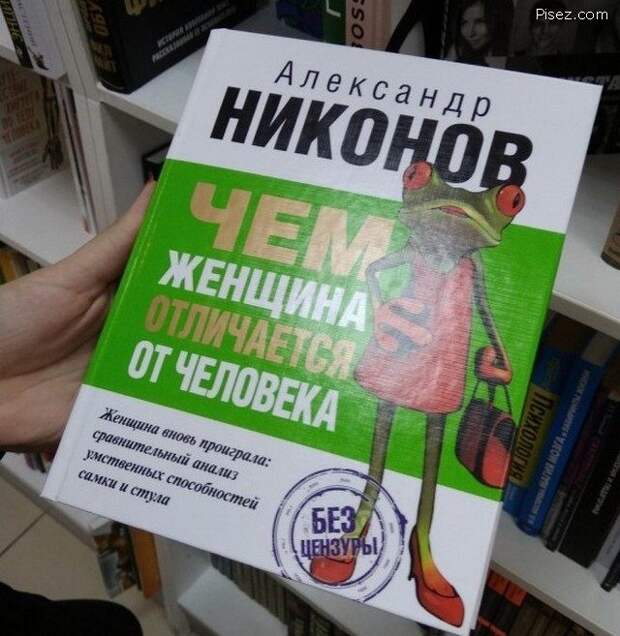 Pisez.com
Александр
НИКОНОВ
ЧЕМ
ЖЕНЩИНА
ОТЛИЧАЕТСЯ
ОТ ЧЕЛОВЕКА
Женщина вновь проиграла:
сравнительный анализ
умственных способностей
самки и стула
БЕЗ
ЦЕНЗУРЫ
ПСИХОЛОГИЯ